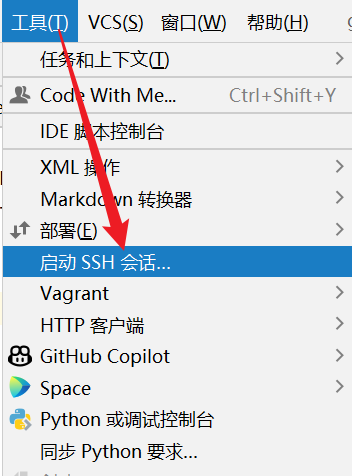 工具(T) VCS(S) 窗口(W) 帮助(H)
任务和上下文(T)
Code With Me... Ctrl+Shift+Y
IDE 脚本控制台
XML 操作
Markdown 转换器
部署(E)
启动 SSH 会话...
Vagrant
HTTP 客户端
GitHub Copilot
Space
Python 或调试控制台
同步 Python 要求...